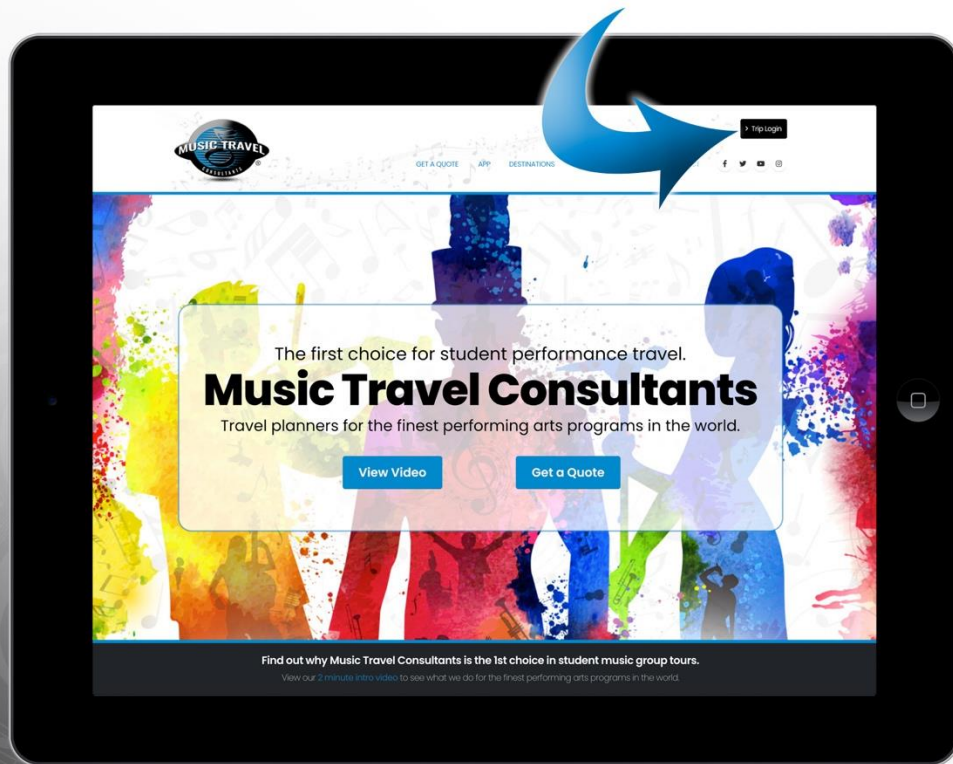 MUSIC TRAVEL
CONSULTANTS
®
› Trip Login
GET A QUOTE APP DESTINATIONS
The first choice for student performance travel.
Music Travel Consultants
Travel planners for the finest performing arts programs in the world.
View Video Get a Quote
Find out why Music Travel Consultants is the 1st choice in student music group tours.
View our 2 minute intro video to see what we do for the finest performing arts programs in the world.